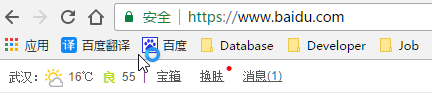 安全 | https://www.baidu.com
应用 译 百度翻译 百度 Database Developer Job
武汉: 16℃ 良 55 | 宝箱 换肤 消息(1)